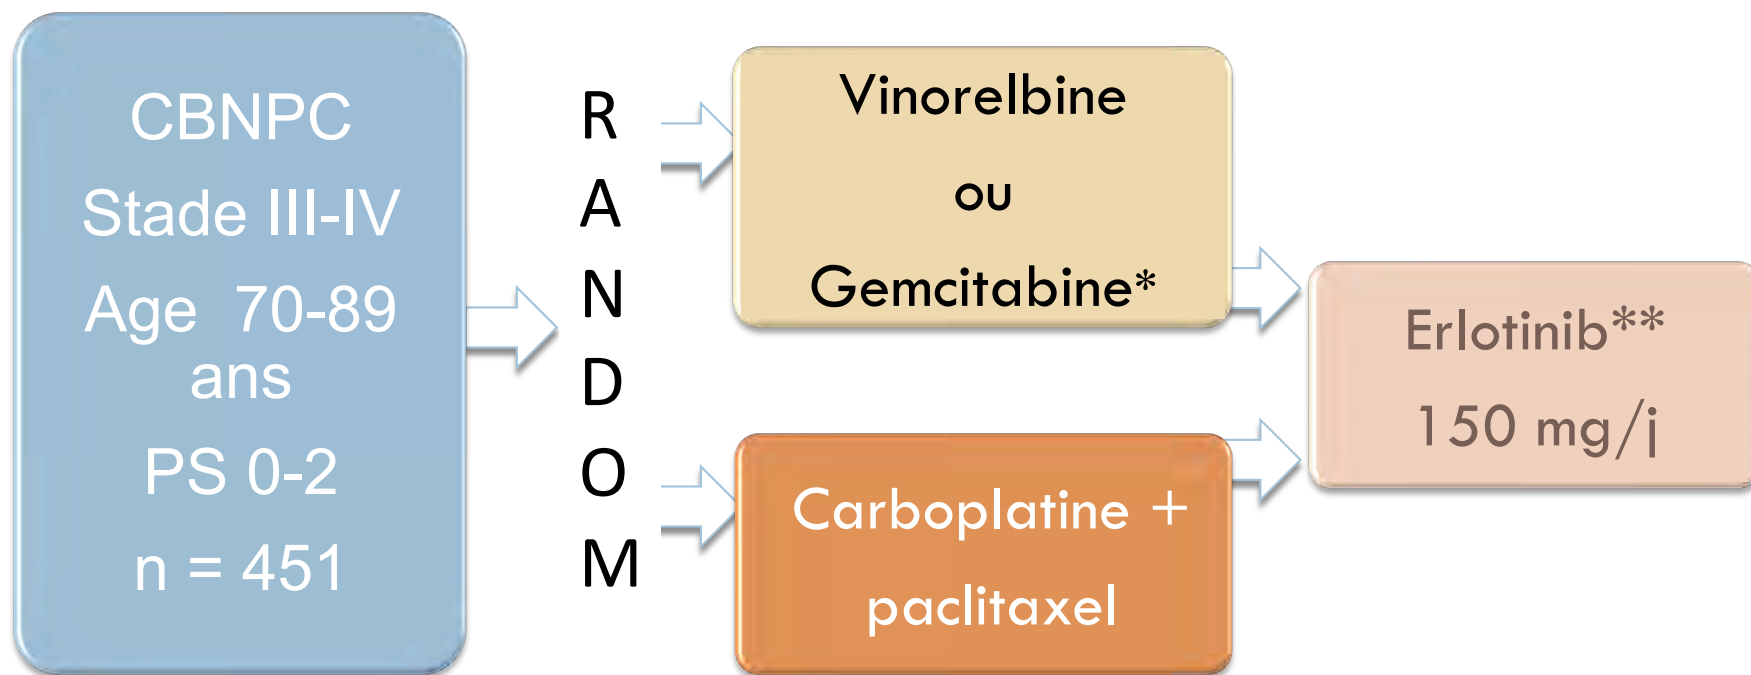 CBNPC
Stade III-IV
Age 70-89
ans
PS 0-2
n = 451
R
A
N
D
O
M
Vinorelbine
ou
Gemcitabine*
Carboplatine +
paclitaxel
Erlotinib**
150 mg/j